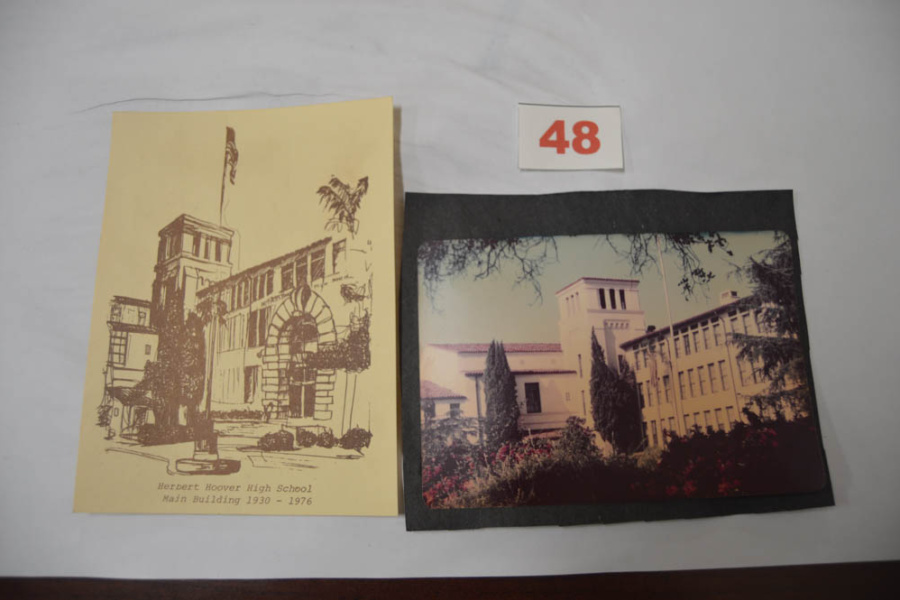 48
Herbert Hoover High School
Main Building 1930 - 1976